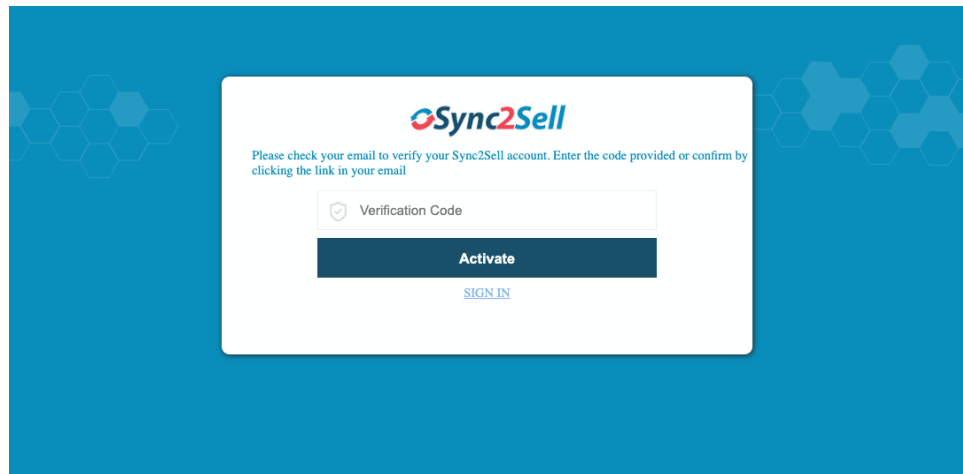 Sync2Sell
Please check your email to verify your Sync2Sell account. Enter the code provided or confirm by
clicking the link in your email
Verification Code
Activate
SIGN IN